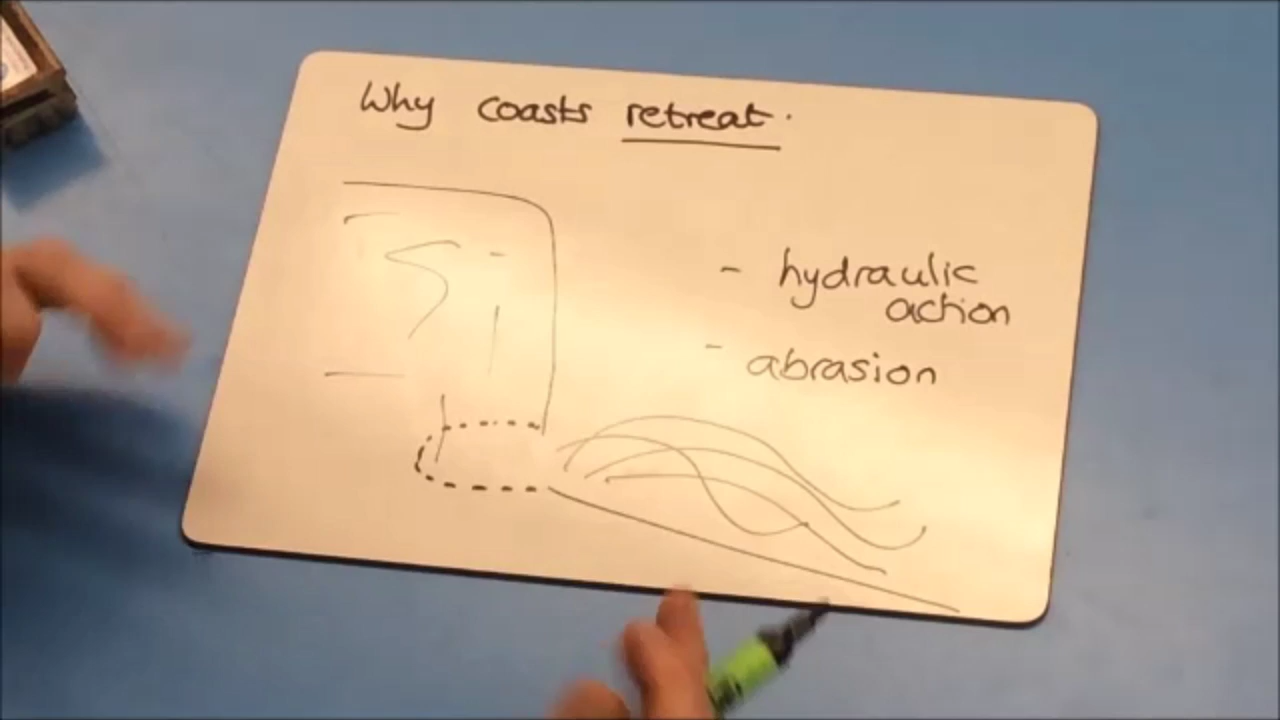 Why coasts retreat.
- hydraulic
action
- abrasion